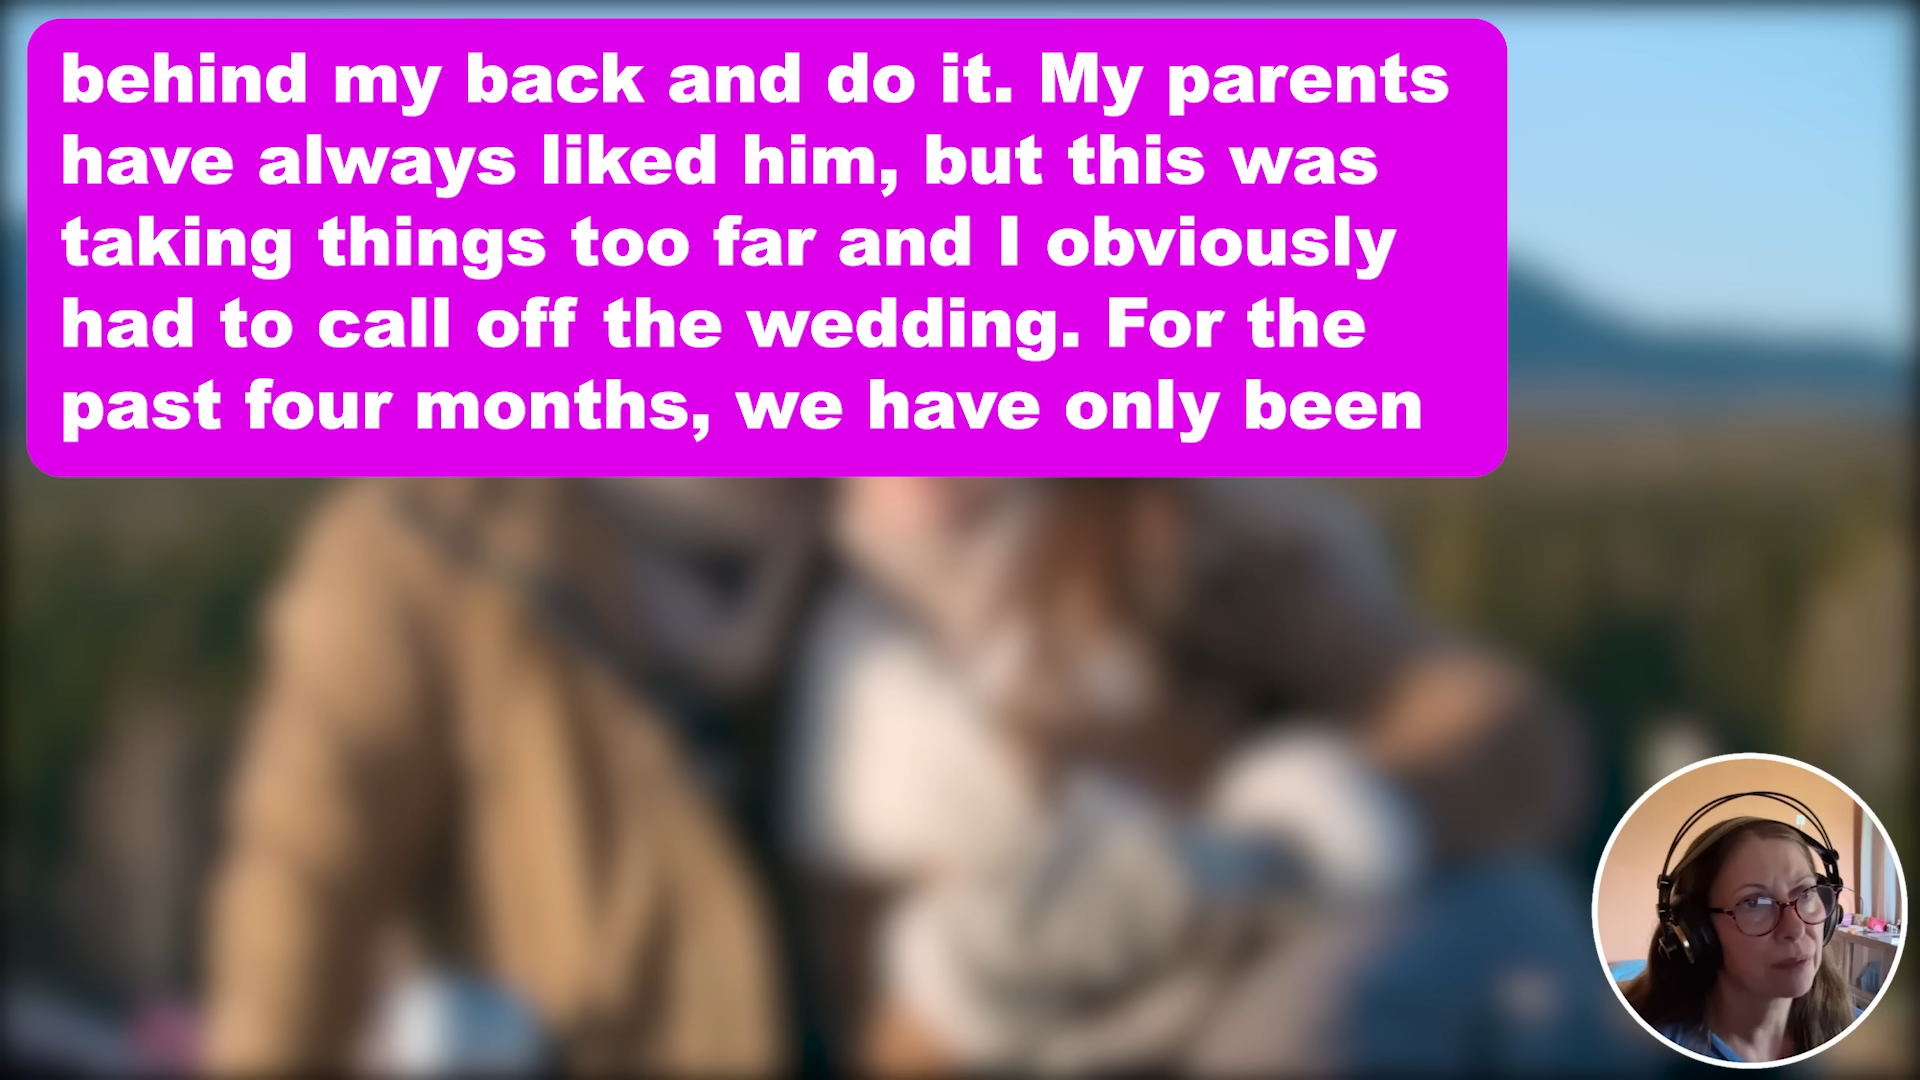 behind my back and do it. My parents
have always liked him, but this was
taking things too far and I obviously
had to call off the wedding. For the
past four months, we have only been